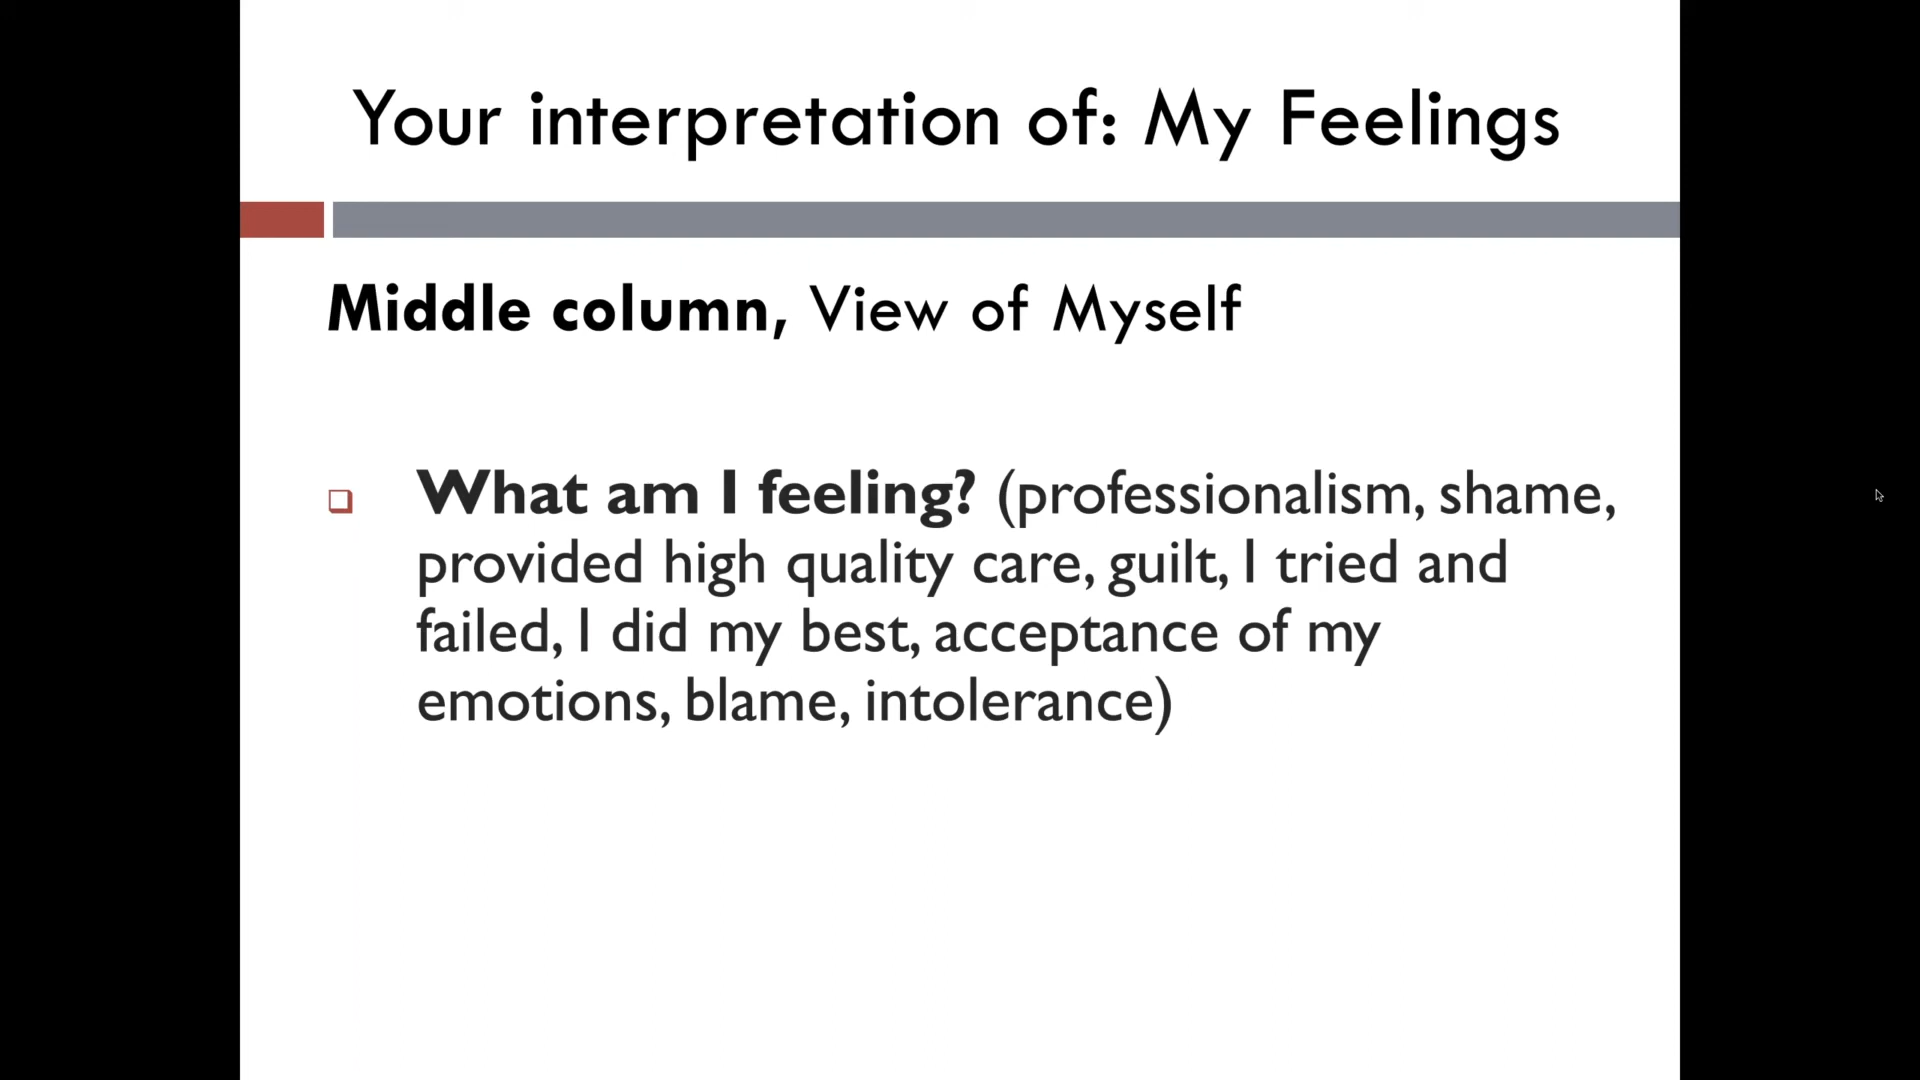 Your interpretation of: My Feelings
Middle column, View of Myself
What am I feeling? (professionalism, shame,
provided high quality care, guilt, I tried and
failed, I did my best, acceptance of my
emotions, blame, intolerance)